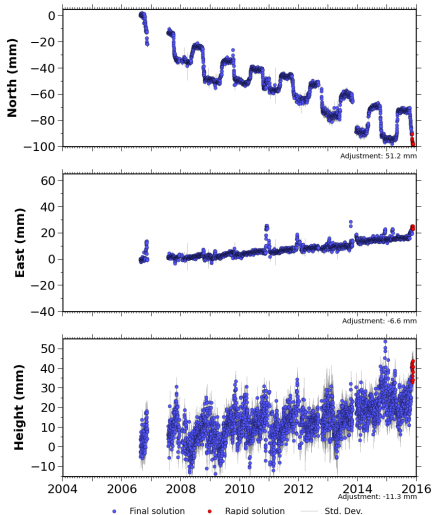 0
−20
−40
−60
−80
−100
North (mm)
Adjustment: 51.2 mm
60
40
20
0
−20
−40
East (mm)
Adjustment: -6.6 mm
50
40
30
20
10
0
−10
Height (mm)
2004 2006 2008 2010 2012 2014 2016
Adjustment: -11.3 mm
Final solution Rapid solution Std. Dev.